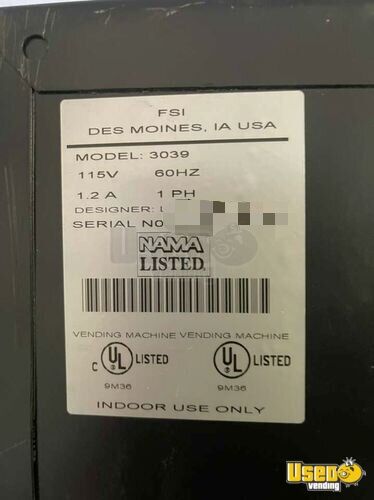 FSI
DES MOINES, IA USA
MODEL: 3039
115V 60HZ
1.2 A 1 PH
DESIGNER:
SERIAL NO
NAMA
LISTED
VENDING MACHINE VENDING MACHINE
C UL LISTED UL LISTED
9M36 9M36
INDOOR USE ONLY
Used
vending